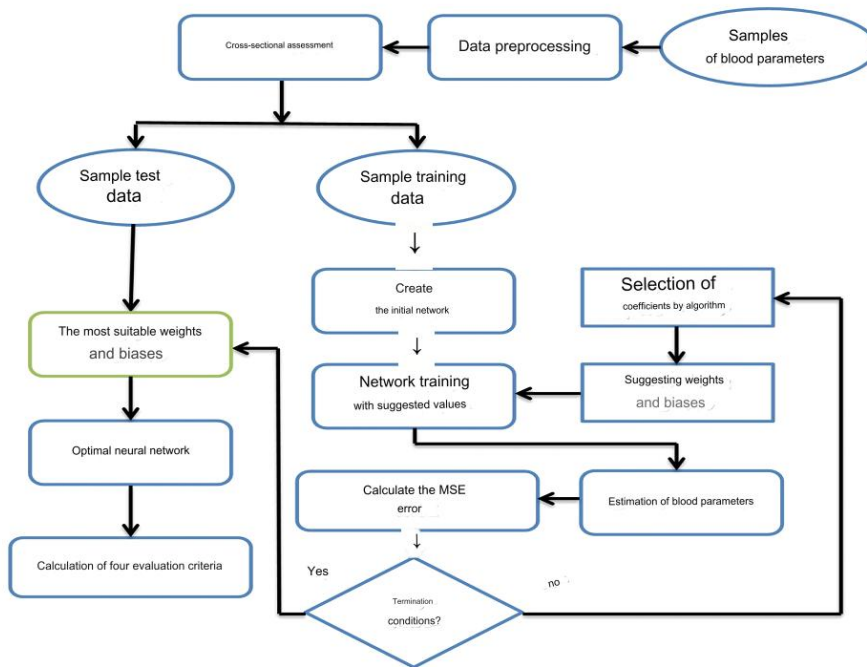 Samples
of blood parameters
Data preprocessing
Cross-sectional assessment
Sample test
data
Sample training
data
Create
the initial network
Selection of
coefficients by algorithm
The most suitable weights
and biases
Network training
with suggested values
Suggesting weights
and biases
Optimal neural network
Calculate the MSE
error
Estimation of blood parameters
Calculation of four evaluation criteria
Yes
no
Termination
conditions?